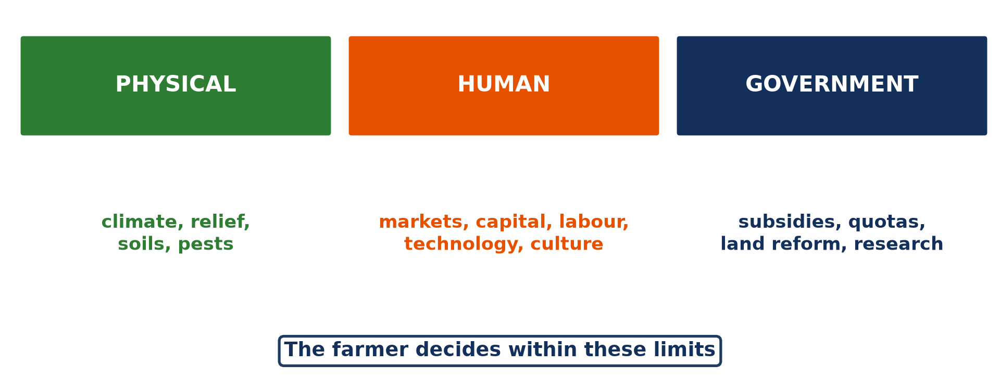 PHYSICAL
HUMAN
GOVERNMENT
climate, relief,
soils, pests
markets, capital, labour,
technology, culture
subsidies, quotas,
land reform, research
The farmer decides within these limits